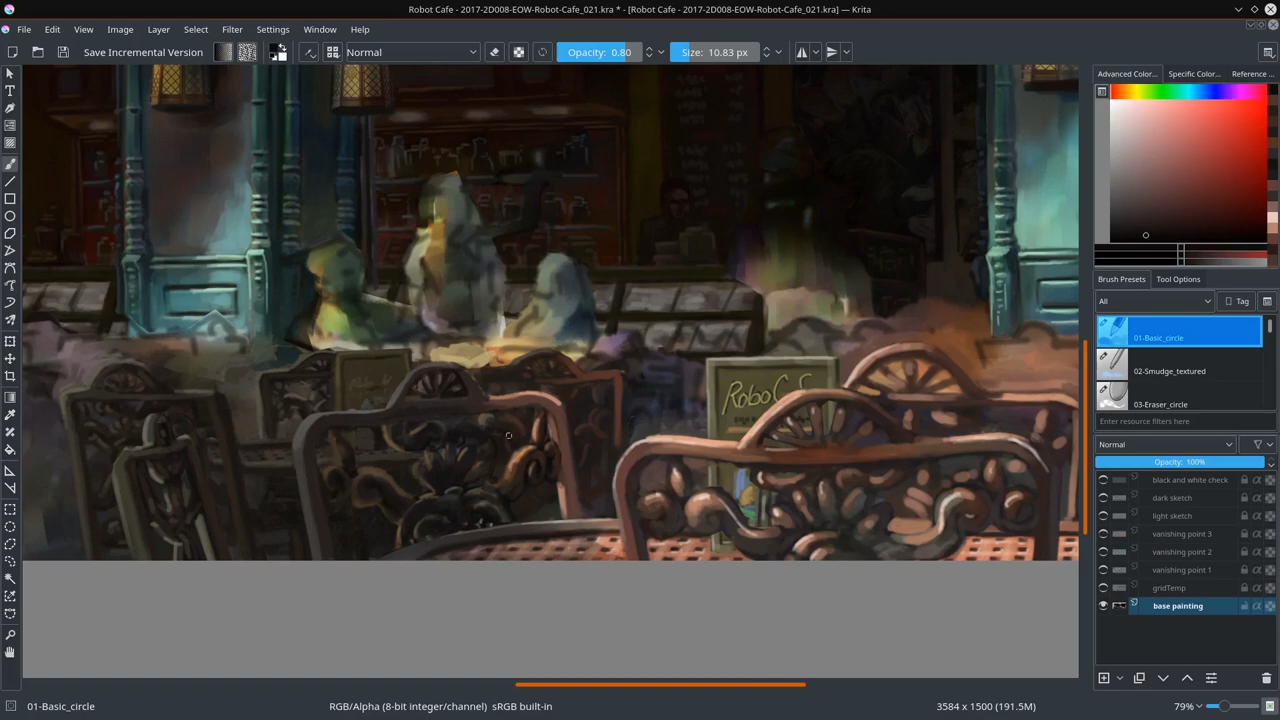 Robot Cafe - 2017-2D008-EOW-Robot-Cafe_021.kra * - [Robot Cafe - 2017-2D008-EOW-Robot-Cafe_021.kra] — Krita
File Edit View Image Layer Select Filter Settings Window Help
Save Incremental Version Normal Opacity: 0.80 Size: 10.83 px
Advanced Color... Specific Color... Reference ...
Brush Presets Tool Options
All Tag
01-Basic_circle
02-Smudge_textured
03-Eraser_circle
Enter resource filters here
Normal
Opacity: 100%
black and white check
dark sketch
light sketch
vanishing point 3
vanishing point 2
vanishing point 1
gridTemp
base painting
01-Basic_circle RGB/Alpha (8-bit integer/channel) sRGB built-in 3584 x 1500 (191.5M) 79%